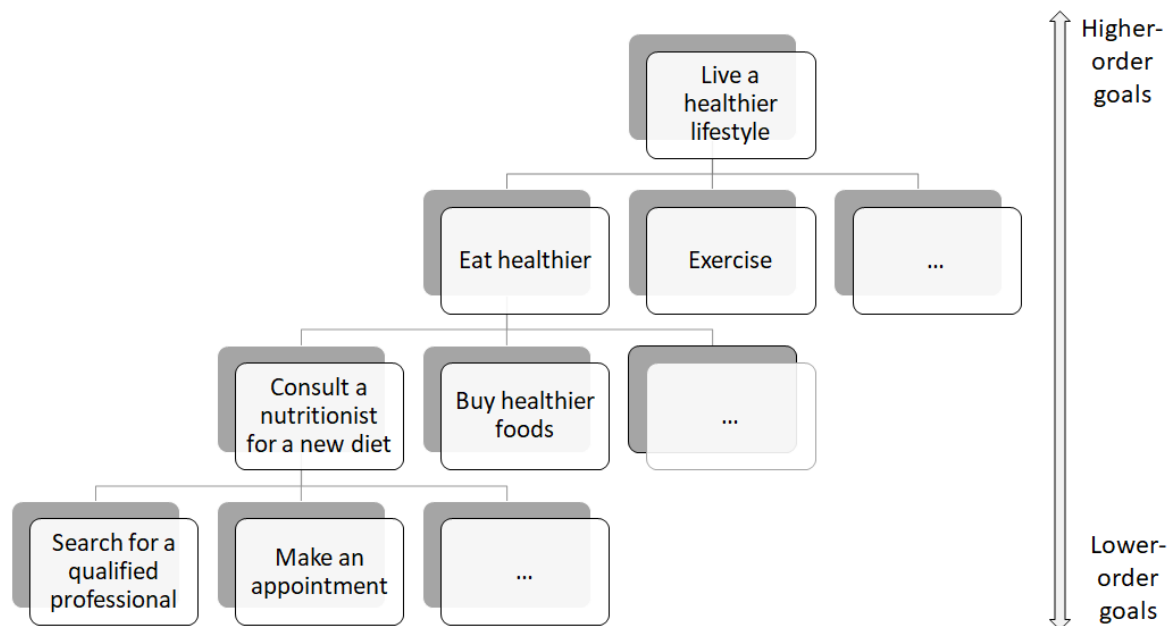 Higher-
order
goals
Live a
healthier
lifestyle
Eat healthier
Exercise
...
Consult a
nutritionist
for a new diet
Buy healthier
foods
...
Search for a
qualified
professional
Make an
appointment
...
Lower-
order
goals